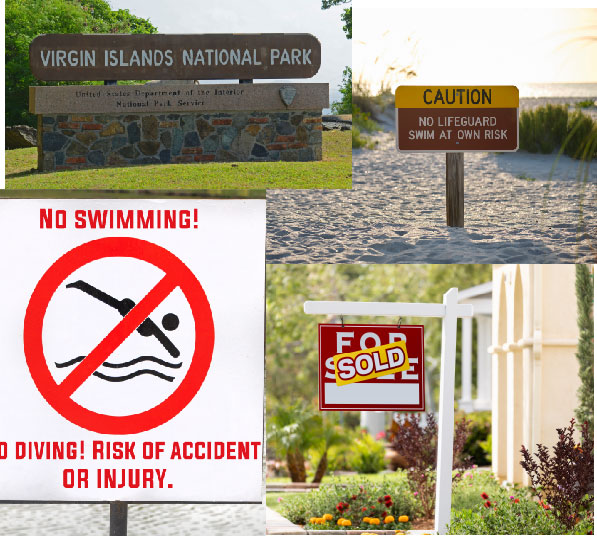 VIRGIN ISLANDS NATIONAL PARK
United States Department of the Interior
National Park Service
CAUTION
NO LIFEGUARD
SWIM AT OWN RISK
NO SWIMMING!
DIVING! RISK OF ACCIDENT
OR INJURY.
FOR
SALE
SOLD